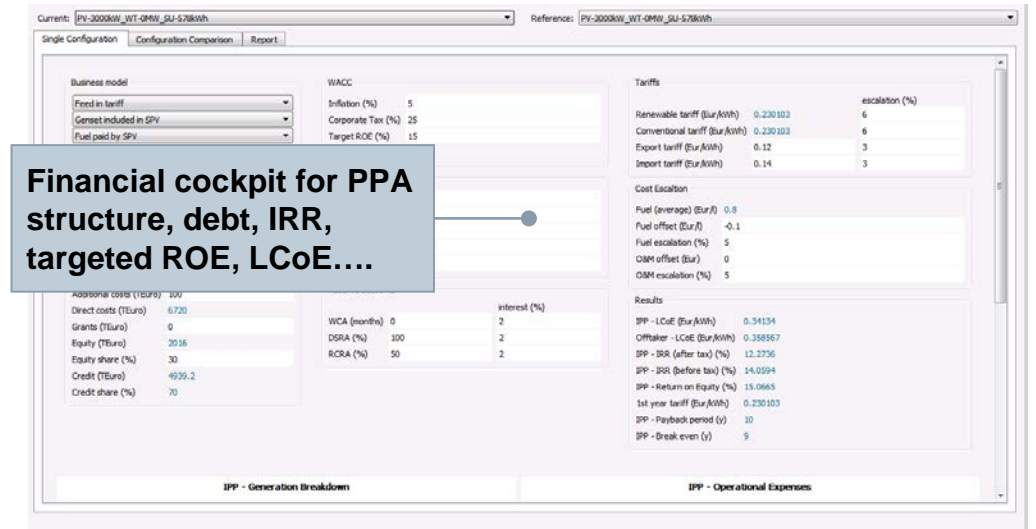 Current: PV-3000kW_WT-0MW_SU-578kWh Reference: PV-3000kW_WT-0MW_SU-578kWh
Single Configuration Configuration Comparison Report
Business model
Feed in tariff
Genset included in SPV
Fuel paid by SPV
WACC
Inflation (%) 5
Corporate Tax (%) 25
Target ROE (%) 15
Tariffs
escalation (%)
Renewable tariff (Eur/kWh) 0.230103 6
Conventional tariff (Eur/kWh) 0.230103 6
Export tariff (Eur/kWh) 0.12 3
Import tariff (Eur/kWh) 0.14 3
Financial cockpit for PPA
structure, debt, IRR,
targeted ROE, LCoE....
Cost Escaltion
Fuel (average) (Eur/l) 0.8
Fuel offset (Eur/l) -0.1
Fuel escalation (%) 5
O&M offset (Eur) 0
O&M escalation (%) 5
Additional costs (TEuro) 100
Direct costs (TEuro) 6720
Grants (TEuro) 0
Equity (TEuro) 2016
Equity share (%) 30
Credit (TEuro) 4939.2
Credit share (%) 70
interest (%)
WCA (months) 0 2
DSRA (%) 100 2
RCRA (%) 50 2
Results
IPP - LCoE (Eur/kWh) 0.34134
Offtaker - LCoE (Eur/kWh) 0.358567
IPP - IRR (after tax) (%) 12.2736
IPP - IRR (before tax) (%) 14.0594
IPP - Return on Equity (%) 15.0665
1st year tariff (Eur/kWh) 0.230103
IPP - Payback period (y) 10
IPP - Break even (y) 9
IPP - Generation Breakdown IPP - Operational Expenses